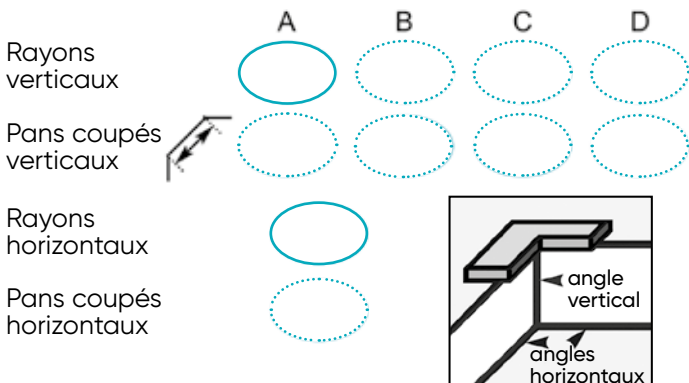 A B C D
Rayons
verticaux
Pans coupés
verticaux
Rayons
horizontaux
Pans coupés
horizontaux
angle
vertical
angles
horizontaux